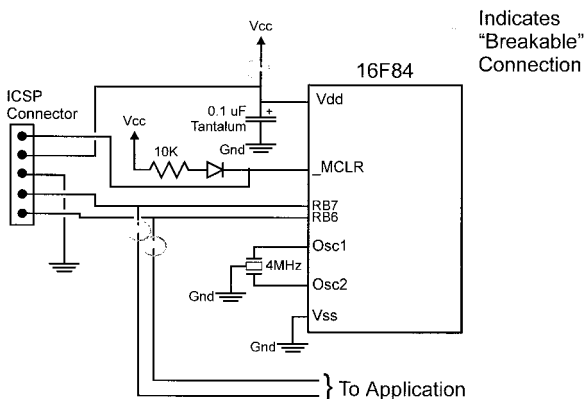 Indicates
“Breakable”
Connection
Vcc
16F84
ICSP
Connector
Vdd
0.1 uF
Tantalum
+
Vcc
Gnd
10K
_MCLR
RB7
RB6
Osc1
4MHz
Osc2
Gnd
Vss
Gnd
} To Application